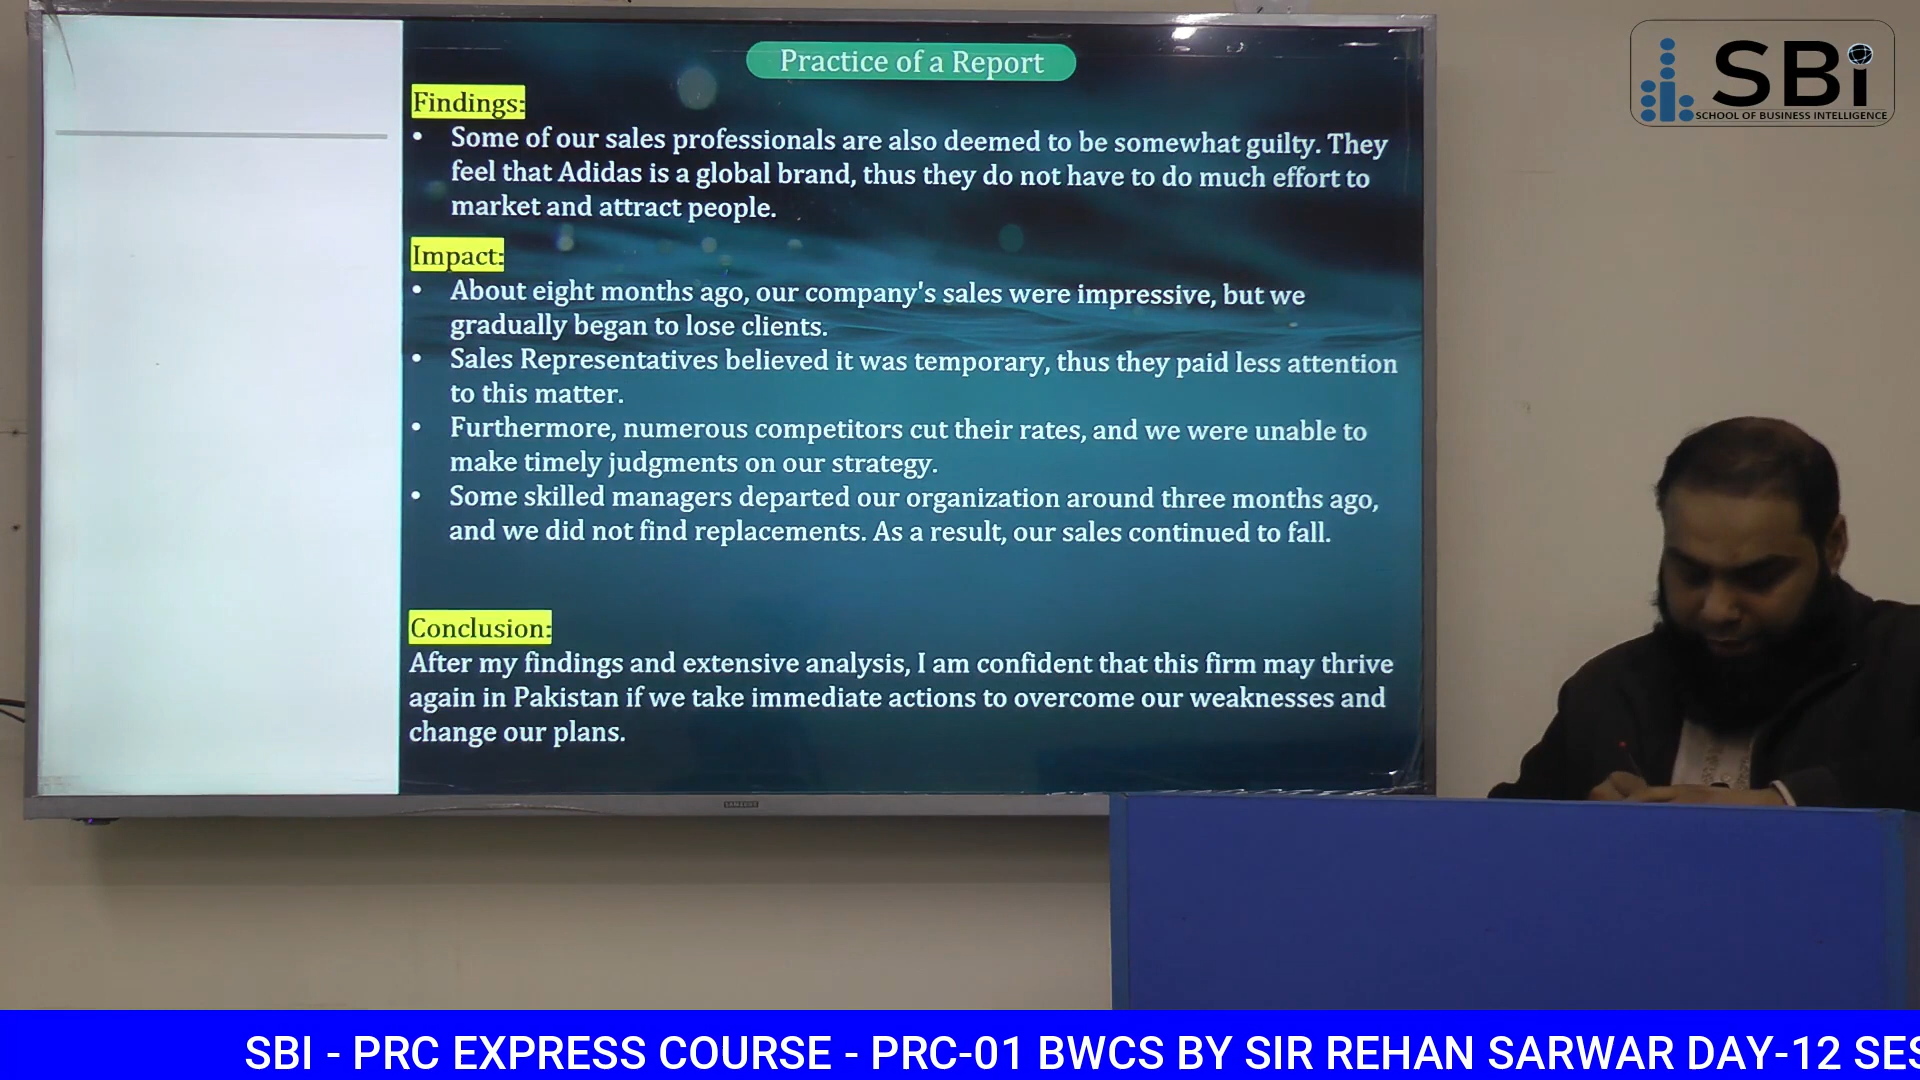 Practice of a Report
Findings:
• Some of our sales professionals are also deemed to be somewhat guilty. They
feel that Adidas is a global brand, thus they do not have to do much effort to
market and attract people.
Impact:
• About eight months ago, our company's sales were impressive, but we
gradually began to lose clients.
• Sales Representatives believed it was temporary, thus they paid less attention
to this matter.
• Furthermore, numerous competitors cut their rates, and we were unable to
make timely judgments on our strategy.
• Some skilled managers departed our organization around three months ago,
and we did not find replacements. As a result, our sales continued to fall.
Conclusion:
After my findings and extensive analysis, I am confident that this firm may thrive
again in Pakistan if we take immediate actions to overcome our weaknesses and
change our plans.
SBi
SCHOOL OF BUSINESS INTELLIGENCE
SAMSUNG
SBI - PRC EXPRESS COURSE - PRC-01 BWCS BY SIR REHAN SARWAR DAY-12 SES